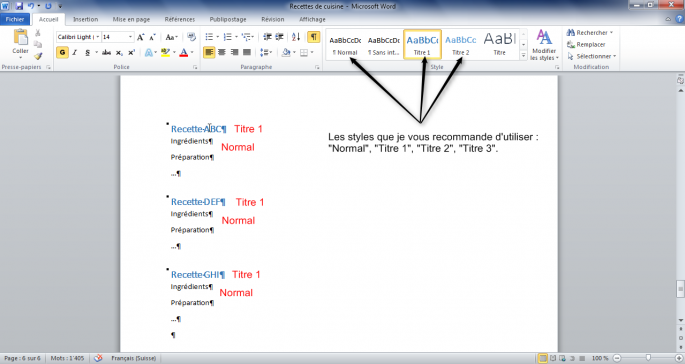 Recettes de cuisine - Microsoft Word
Fichier Accueil Insertion Mise en page Références Publipostage Révision Affichage
Coller
Calibri Light ( 14
AaBbCcDc AaBbCcDc AaBbCc AaBbCc AaB
¶ Normal ¶ Sans int... Titre 1 Titre 2 Titre
Modifier les styles
Rechercher
Remplacer
Sélectionner
Presse-papiers Police Paragraphe Style Modification
Recette·ABC¶ Titre 1
Ingrédients¶
Normal
Préparation¶
...¶
Les styles que je vous recommande d'utiliser :
"Normal", "Titre 1", "Titre 2", "Titre 3".
Recette·DEF¶ Titre 1
Ingrédients¶
Normal
Préparation¶
...¶
Recette·GHI¶ Titre 1
Ingrédients¶
Normal
Préparation¶
...¶
¶
Page : 6 sur 6 Mots : 1'405 Français (Suisse) 100 %